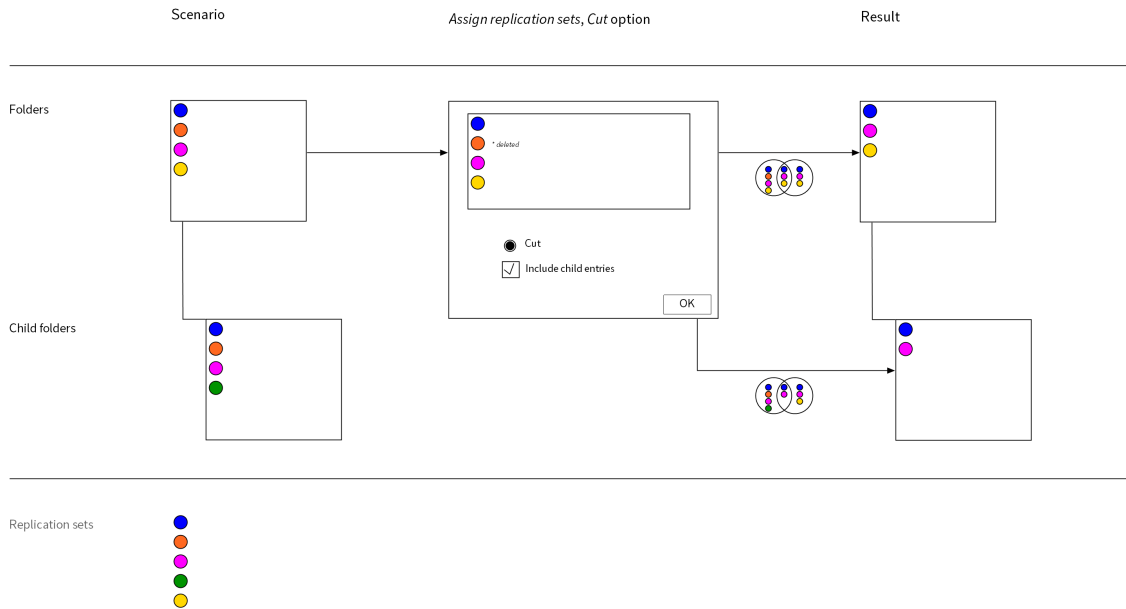 Scenario
Assign replication sets, Cut option
Result
Folders
* deleted
Cut
Include child entries
OK
Child folders
Replication sets